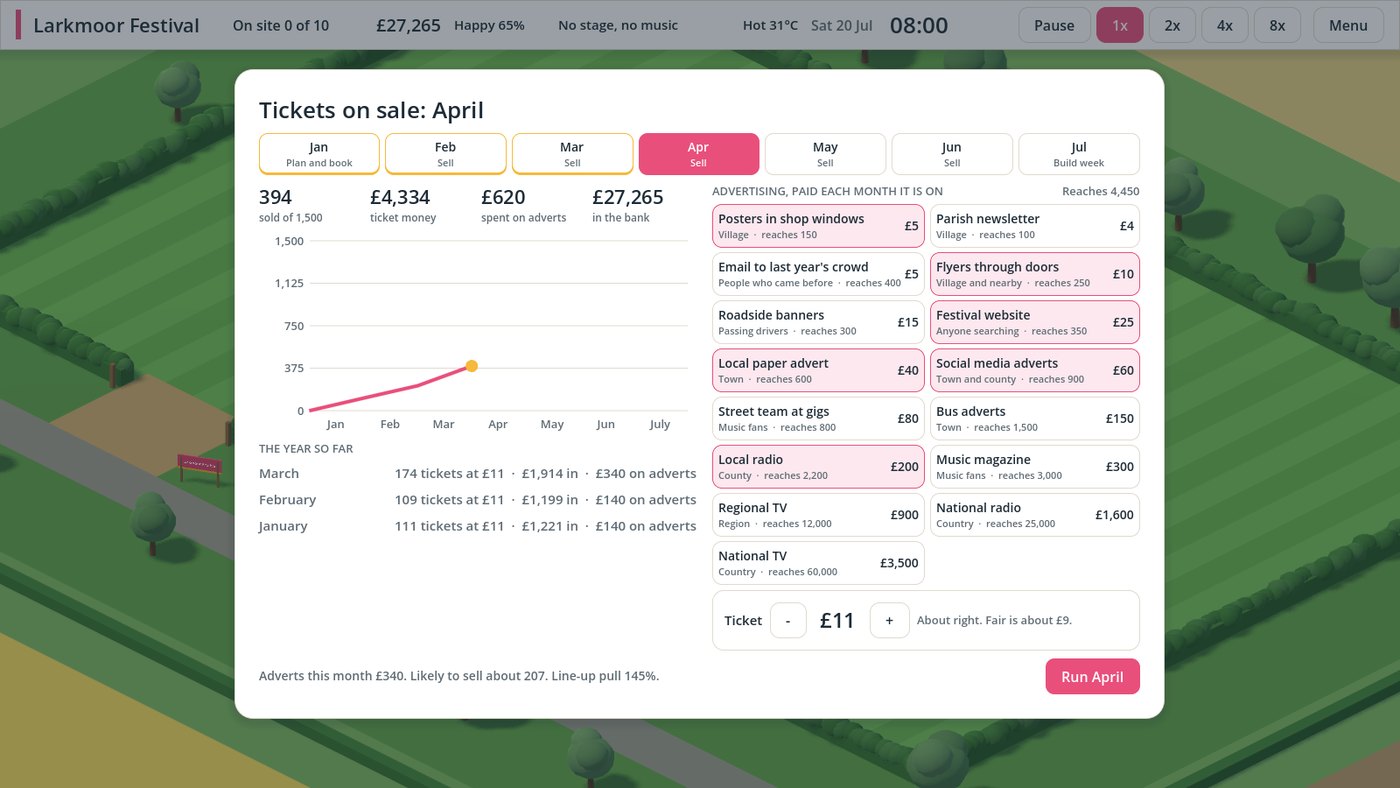 Larkmoor Festival
On site 0 of 10
£27,265
Happy 65%
No stage, no music
Hot 31°C
Sat 20 Jul
08:00
Pause
1x
2x
4x
8x
Menu
Tickets on sale: April
Jan
Plan and book
Feb
Sell
Mar
Sell
Apr
Sell
May
Sell
Jun
Sell
Jul
Build week
394
sold of 1,500
£4,334
ticket money
£620
spent on adverts
£27,265
in the bank
1,500
1,125
750
375
0
Jan
Feb
Mar
Apr
May
Jun
July
THE YEAR SO FAR
March
174 tickets at £11 · £1,914 in · £340 on adverts
February
109 tickets at £11 · £1,199 in · £140 on adverts
January
111 tickets at £11 · £1,221 in · £140 on adverts
ADVERTISING, PAID EACH MONTH IT IS ON
Reaches 4,450
Posters in shop windows
Village · reaches 150
£5
Parish newsletter
Village · reaches 100
£4
Email to last year's crowd
People who came before · reaches 400
£5
Flyers through doors
Village and nearby · reaches 250
£10
Roadside banners
Passing drivers · reaches 300
£15
Festival website
Anyone searching · reaches 350
£25
Local paper advert
Town · reaches 600
£40
Social media adverts
Town and county · reaches 900
£60
Street team at gigs
Music fans · reaches 800
£80
Bus adverts
Town · reaches 1,500
£150
Local radio
County · reaches 2,200
£200
Music magazine
Music fans · reaches 3,000
£300
Regional TV
Region · reaches 12,000
£900
National radio
Country · reaches 25,000
£1,600
National TV
Country · reaches 60,000
£3,500
Ticket
-
£11
+
About right. Fair is about £9.
Adverts this month £340. Likely to sell about 207. Line-up pull 145%.
Run April